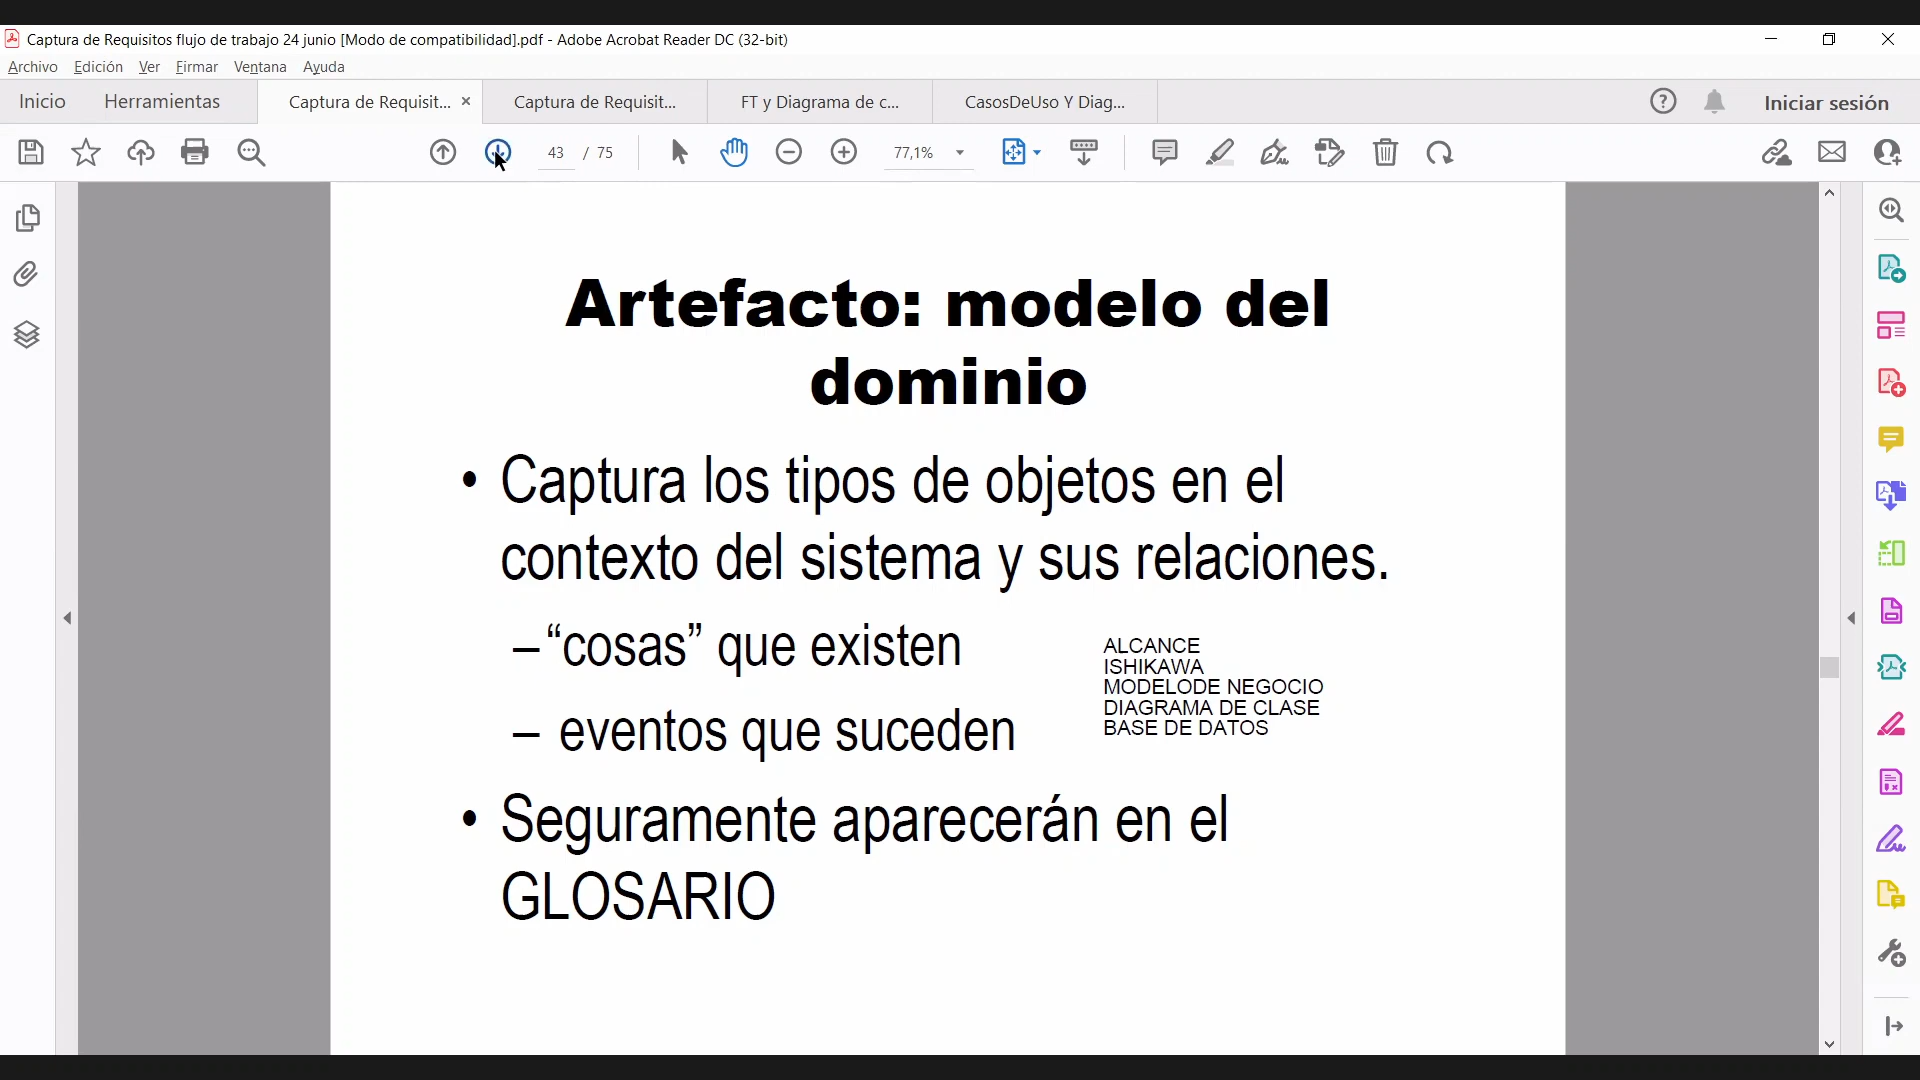 Captura de Requisitos flujo de trabajo 24 junio [Modo de compatibilidad].pdf - Adobe Acrobat Reader DC (32-bit)
Archivo Edición Ver Firmar Ventana Ayuda
Inicio Herramientas Captura de Requisit... × Captura de Requisit... FT y Diagrama de c... CasosDeUso Y Diag... Iniciar sesión
43 / 75 77,1%
Artefacto: modelo del
dominio
• Captura los tipos de objetos en el
contexto del sistema y sus relaciones.
–“cosas” que existen
– eventos que suceden
ALCANCE
ISHIKAWA
MODELODE NEGOCIO
DIAGRAMA DE CLASE
BASE DE DATOS
• Seguramente aparecerán en el
GLOSARIO